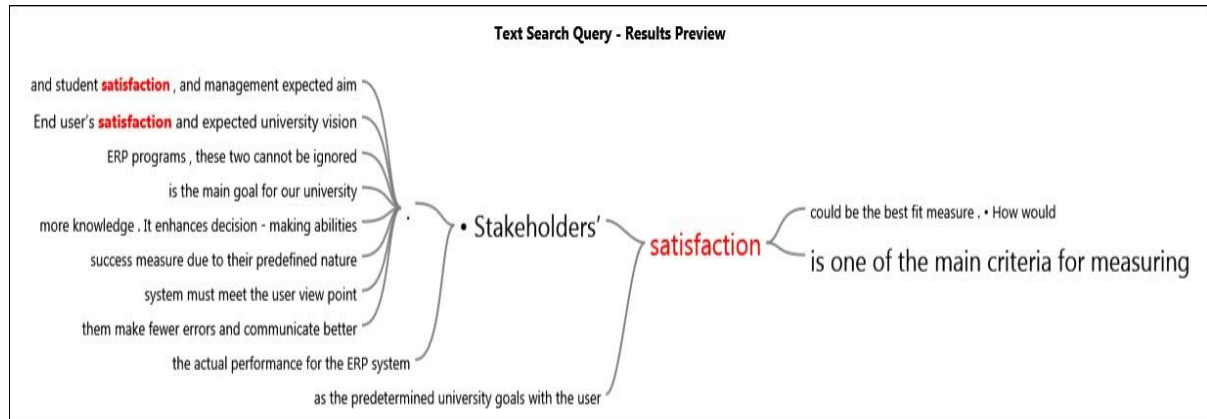 Text Search Query - Results Preview
and student satisfaction , and management expected aim
End user's satisfaction and expected university vision
ERP programs , these two cannot be ignored
is the main goal for our university
more knowledge . It enhances decision - making abilities
success measure due to their predefined nature
system must meet the user view point
them make fewer errors and communicate better
.
the actual performance for the ERP system
• Stakeholders'
as the predetermined university goals with the user
satisfaction
could be the best fit measure . • How would
is one of the main criteria for measuring